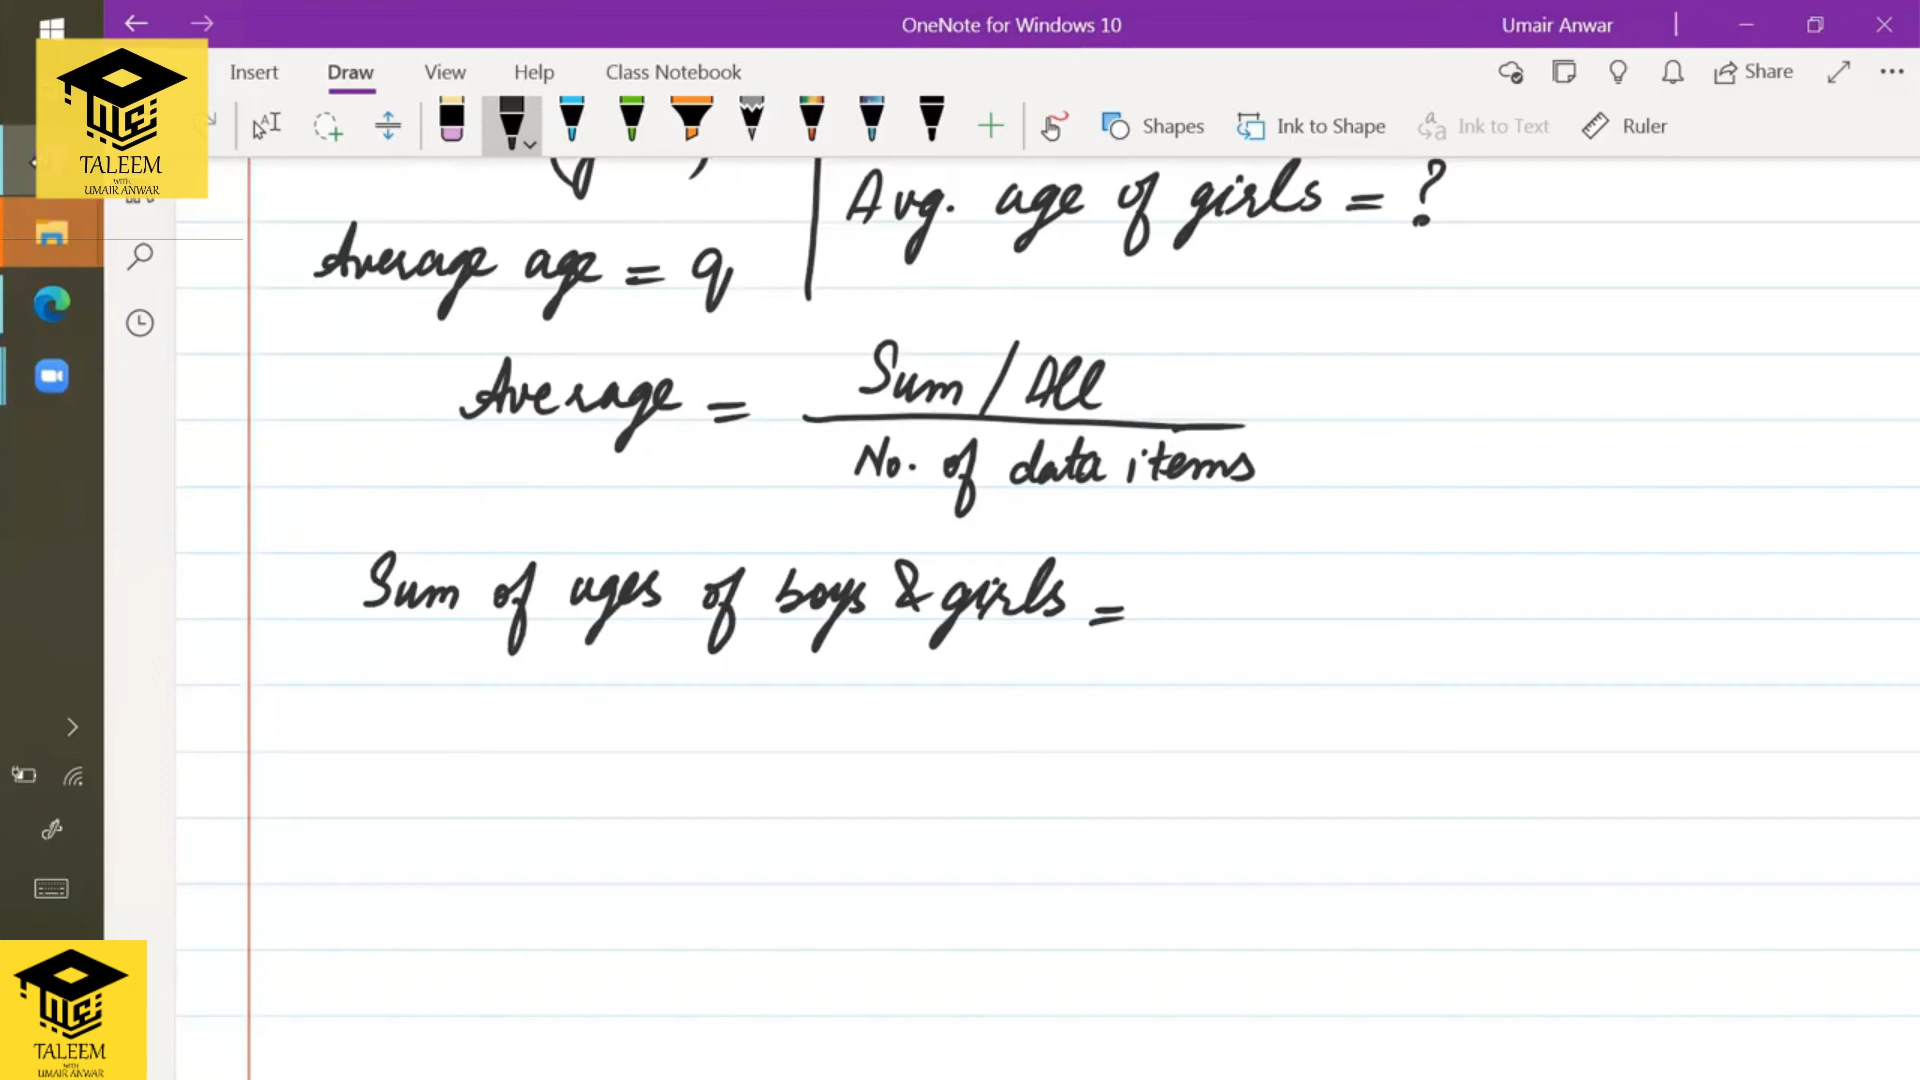 OneNote for Windows 10
Umair Anwar
Insert Draw View Help Class Notebook
Share
Shapes Ink to Shape Ink to Text Ruler
TALEEM
WITH
UMAIR ANWAR
Avg. age of girls = ?
Average age = q
Average = Sum / All
No. of data items
Sum of ages of boys & girls =
TALEEM
WITH
UMAIR ANWAR